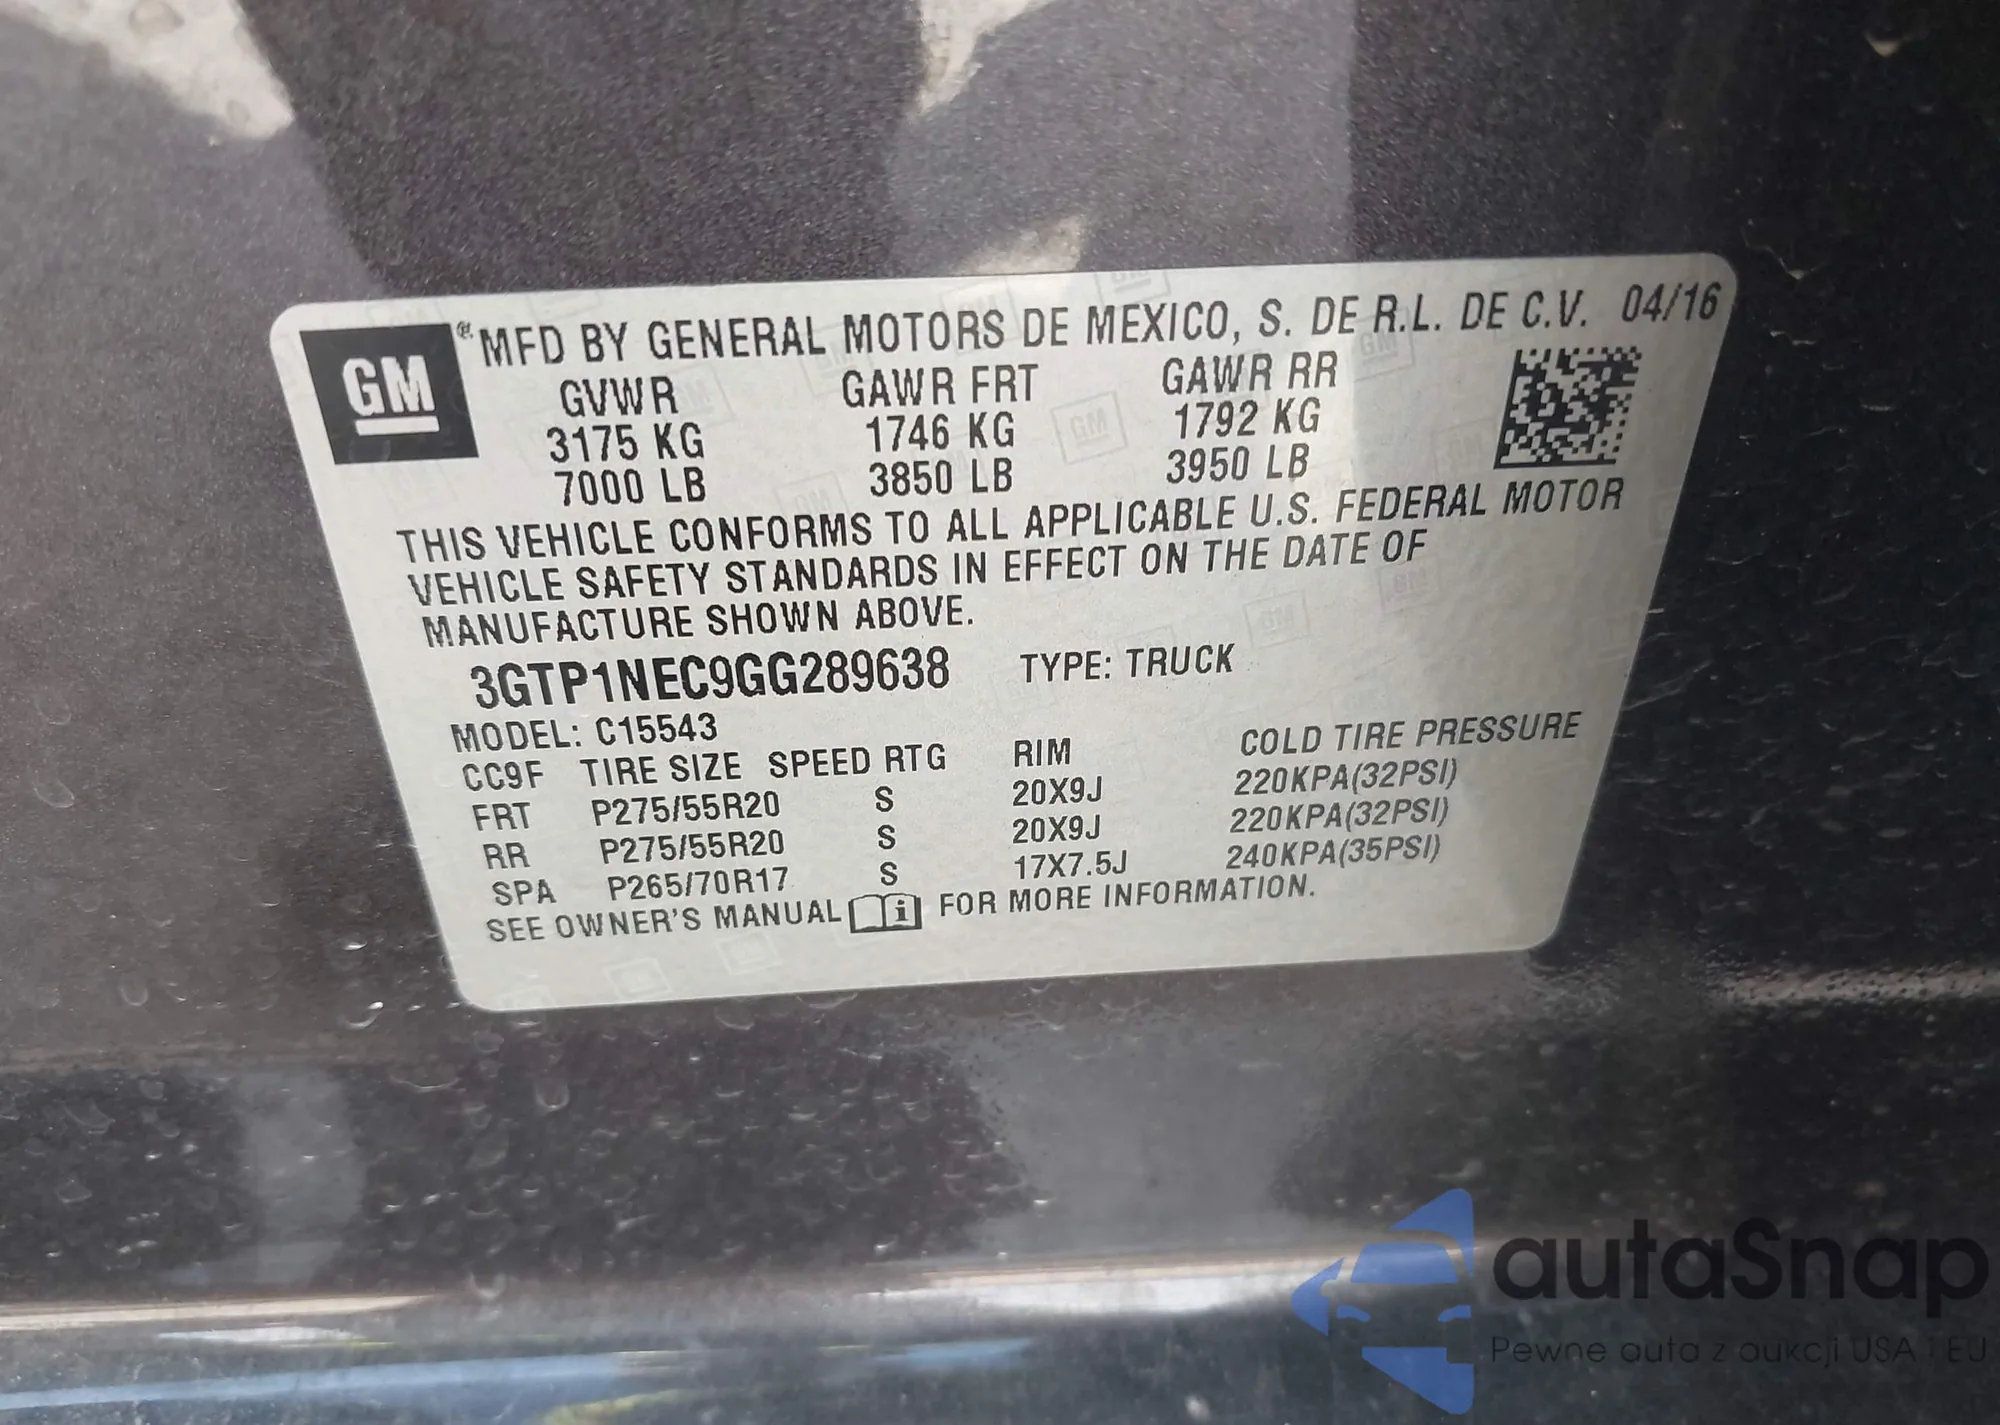 GM ® MFD BY GENERAL MOTORS DE MEXICO, S. DE R.L. DE C.V. 04/16
GVWR GAWR FRT GAWR RR
3175 KG 1746 KG 1792 KG
7000 LB 3850 LB 3950 LB
THIS VEHICLE CONFORMS TO ALL APPLICABLE U.S. FEDERAL MOTOR
VEHICLE SAFETY STANDARDS IN EFFECT ON THE DATE OF
MANUFACTURE SHOWN ABOVE.
3GTP1NEC9GG289638 TYPE: TRUCK
MODEL: C15543
CC9F TIRE SIZE SPEED RTG RIM COLD TIRE PRESSURE
FRT P275/55R20 S 20X9J 220KPA(32PSI)
RR P275/55R20 S 20X9J 220KPA(32PSI)
SPA P265/70R17 S 17X7.5J 240KPA(35PSI)
SEE OWNER'S MANUAL i FOR MORE INFORMATION.
autaSnap
Pewne auta z aukcji USA i EU